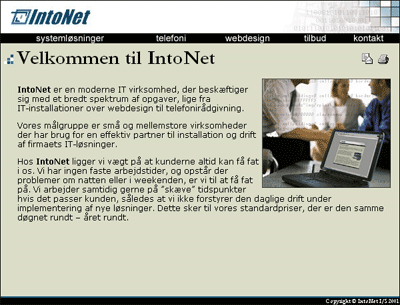 IntoNet
systemløsninger telefoni webdesign tilbud kontakt
Velkommen til IntoNet
IntoNet er en moderne IT virksomhed, der beskæftiger
sig med et bredt spektrum af opgaver, lige fra
IT-installationer over webdesign til telefonirådgivning.
Vores målgruppe er små og mellemstore virksomheder
der har brug for en effektiv partner til installation og drift
af firmaets IT-løsninger.
Hos IntoNet ligger vi vægt på at kunderne altid kan få fat
i os. Vi har ingen faste arbejdstider, og opstår der
problemer om natten eller i weekenden, er vi til at få fat
på. Vi arbejder samtidig gerne på "skæve" tidspunkter
hvis det passer kunden, således at vi ikke forstyrer den daglige drift under
implementering af nye løsninger. Dette sker til vores standardpriser, der er den samme
døgnet rundt – året rundt.
Copyright © IntoNet I/S 2001